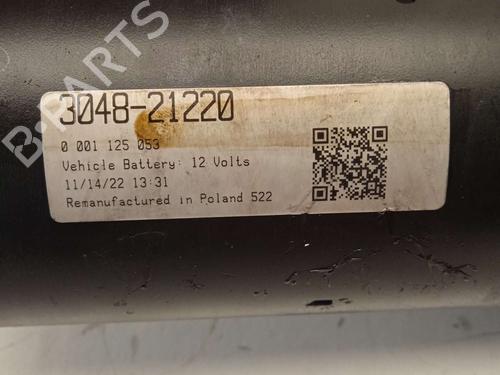 B-PARTS
3048-21220
0 001 125 053
Vehicle Battery: 12 Volts
11/14/22 13:31
Remanufactured in Poland 522